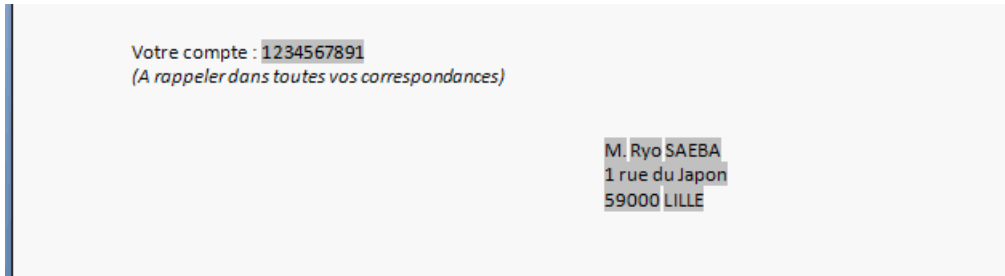 Votre compte : 1234567891
(A rappeler dans toutes vos correspondances)
M. Ryo SAEBA
1 rue du Japon
59000 LILLE